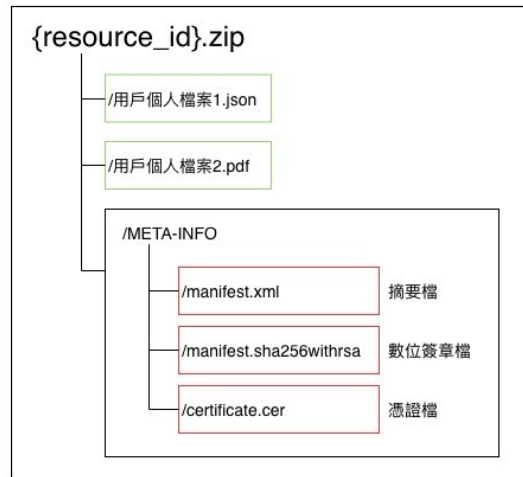 {resource_id}.zip
/用戶個人檔案1.json
/用戶個人檔案2.pdf
/META-INFO
/manifest.xml 摘要檔
/manifest.sha256withrsa 數位簽章檔
/certificate.cer 憑證檔